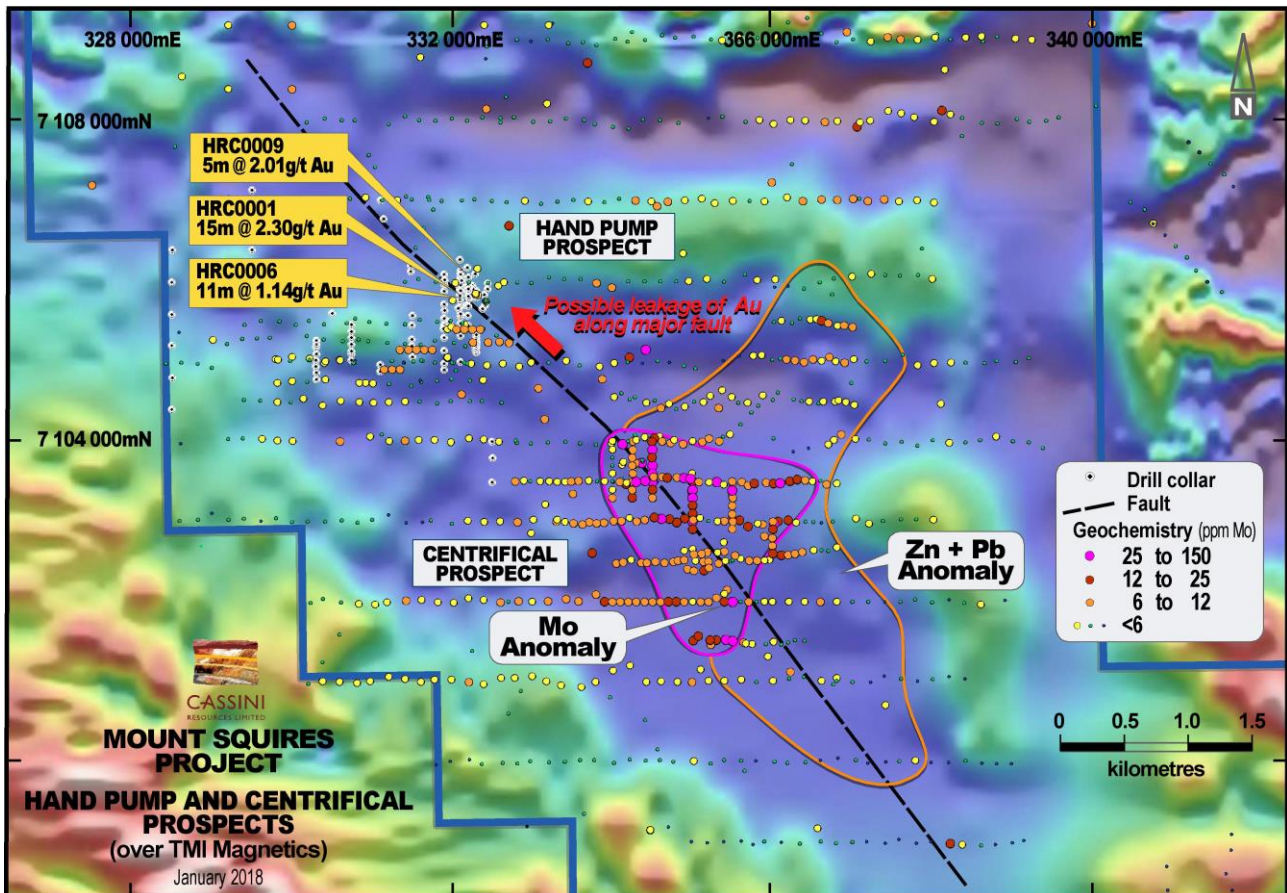 328 000mE
332 000mE
366 000mE
340 000mE
N
7 108 000mN
HRC0009
5m @ 2.01g/t Au
HRC0001
15m @ 2.30g/t Au
HRC0006
11m @ 1.14g/t Au
HAND PUMP
PROSPECT
Possible leakage of Au
along major fault
7 104 000mN
CENTRIFICAL
PROSPECT
Mo
Anomaly
Zn + Pb
Anomaly
Drill collar
Fault
Geochemistry (ppm Mo)
25 to 150
12 to 25
6 to 12
<6
0 0.5 1.0 1.5
kilometres
CASSINI
RESOURCES LIMITED
MOUNT SQUIRES
PROJECT
HAND PUMP AND CENTRIFICAL
PROSPECTS
(over TMI Magnetics)
January 2018